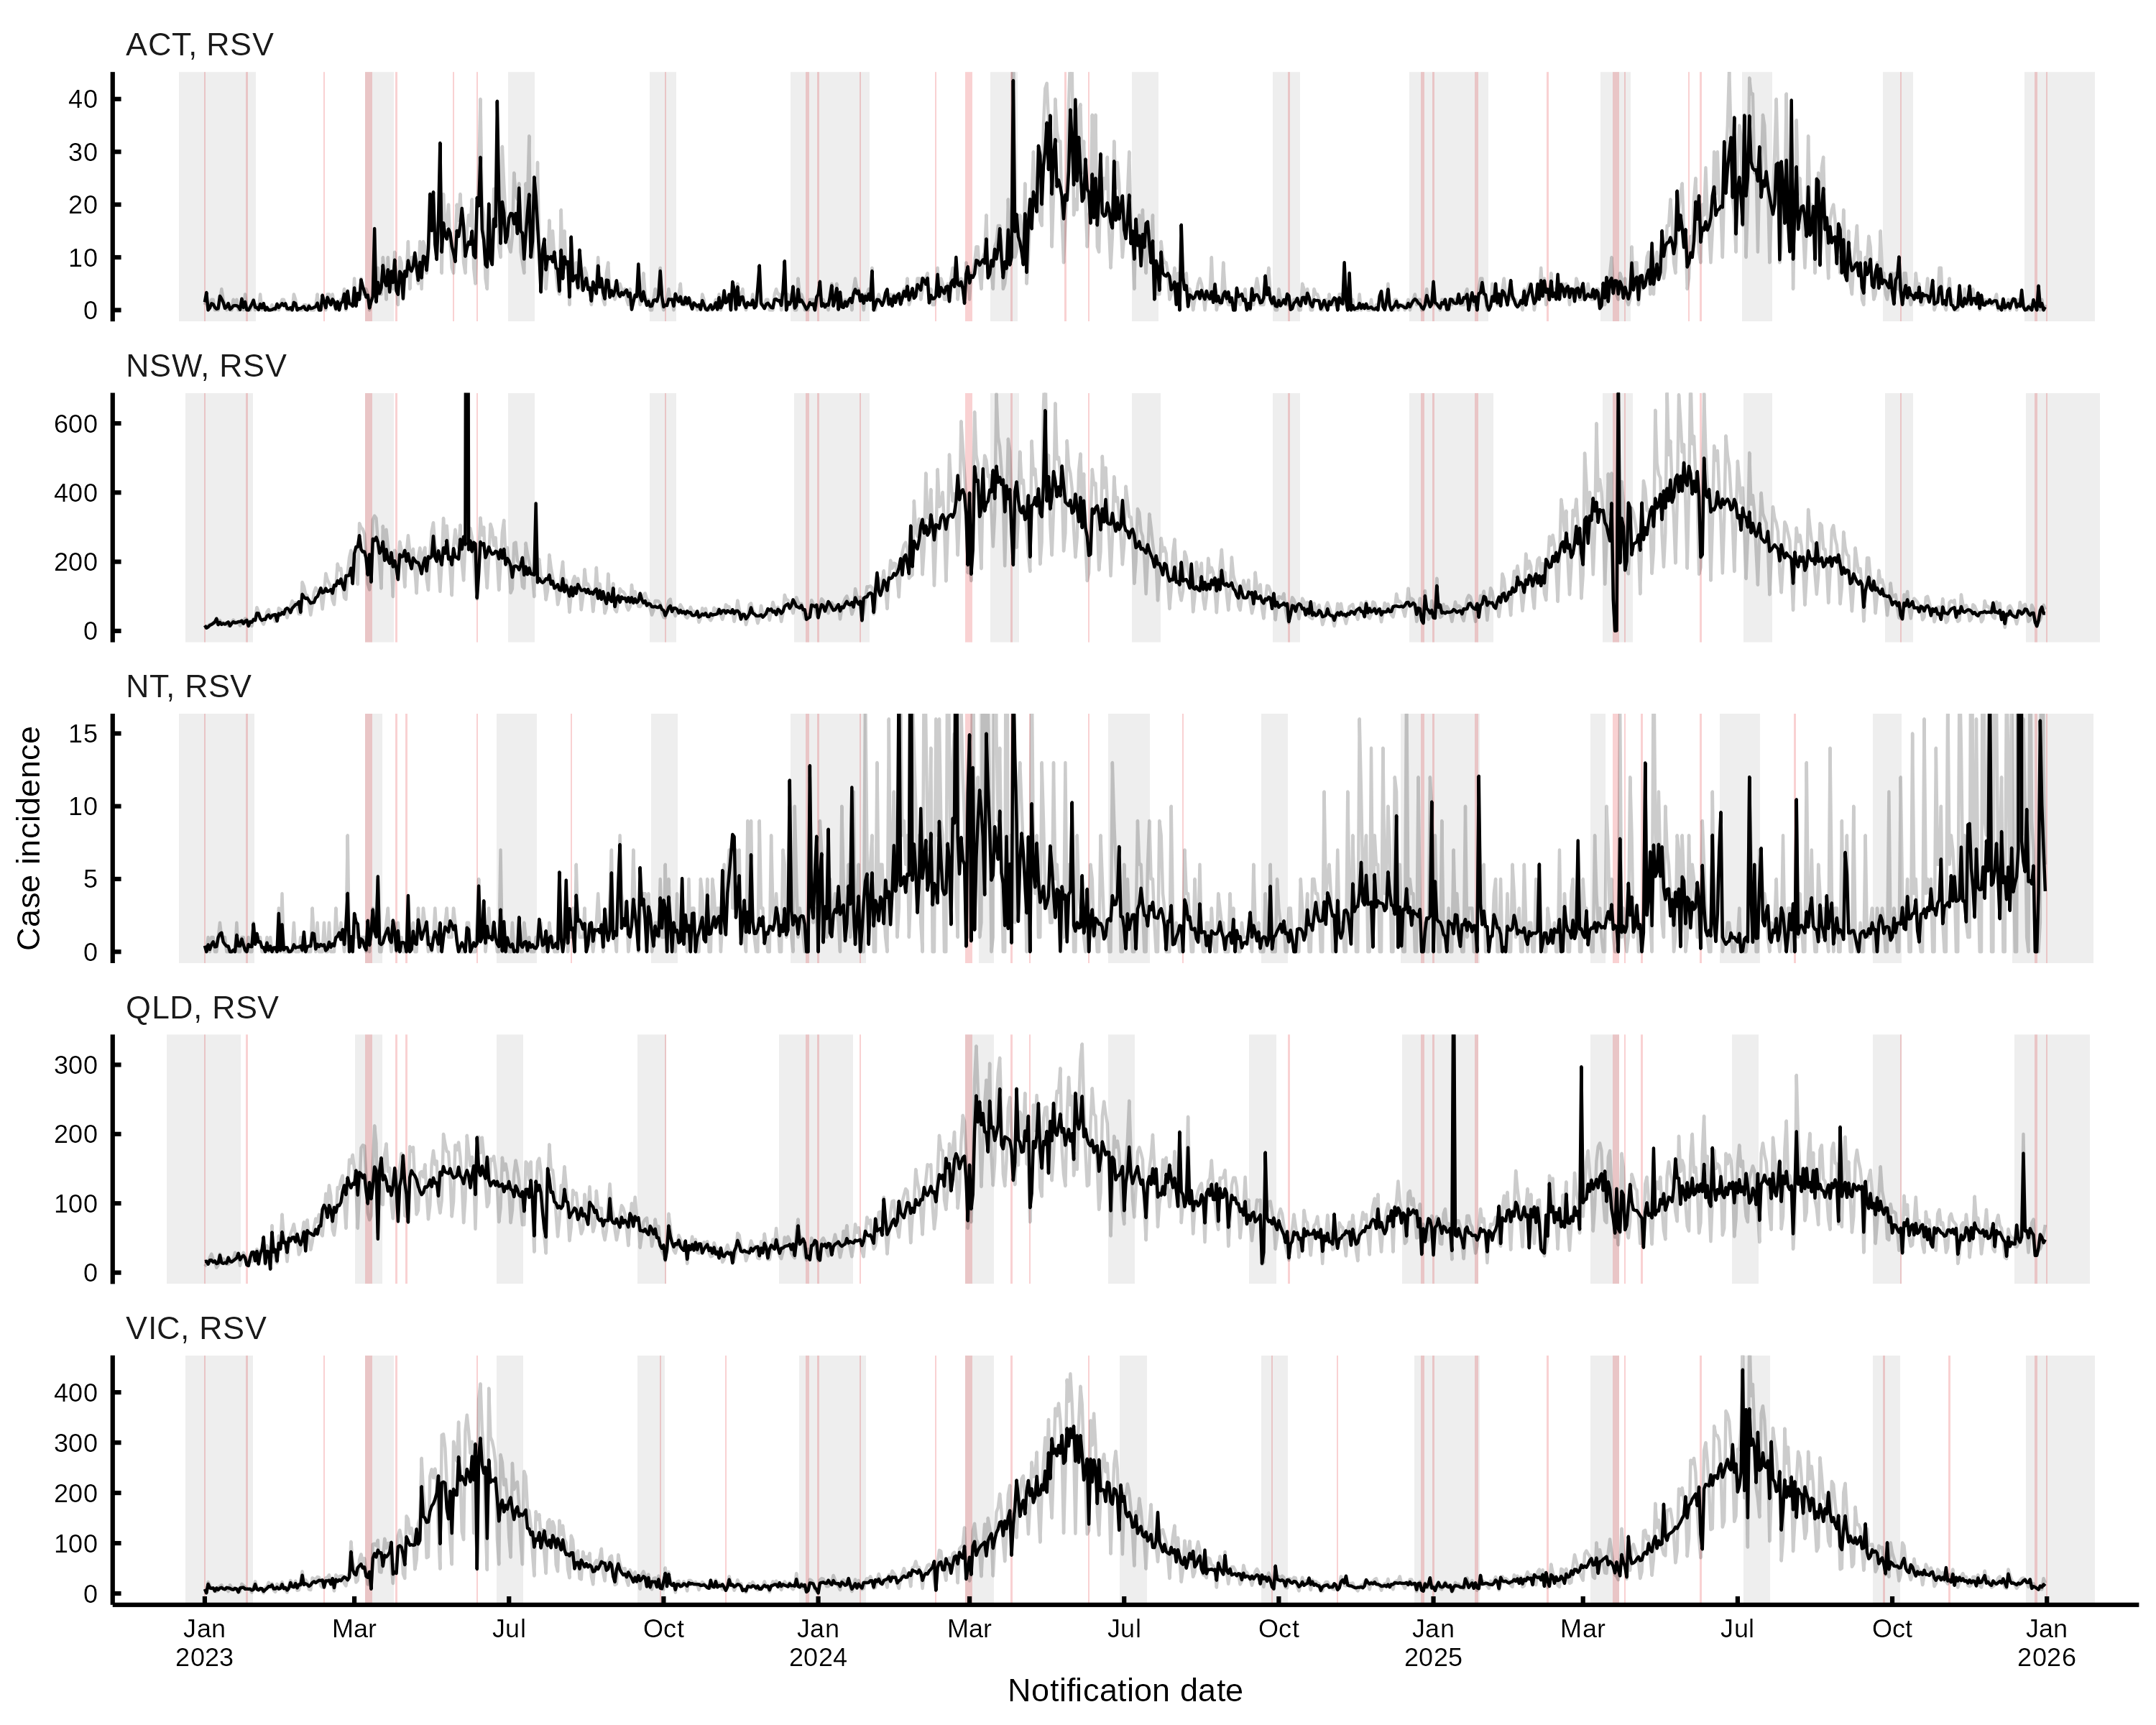 ACT, RSV
40
30
20
10
0
NSW, RSV
600
400
200
0
NT, RSV
15
10
5
0
QLD, RSV
300
200
100
0
VIC, RSV
400
300
200
100
0
Case incidence
Jan Mar Jul Oct Jan Mar Jul Oct Jan Mar Jul Oct Jan
2023 2024 2025 2026
Notification date